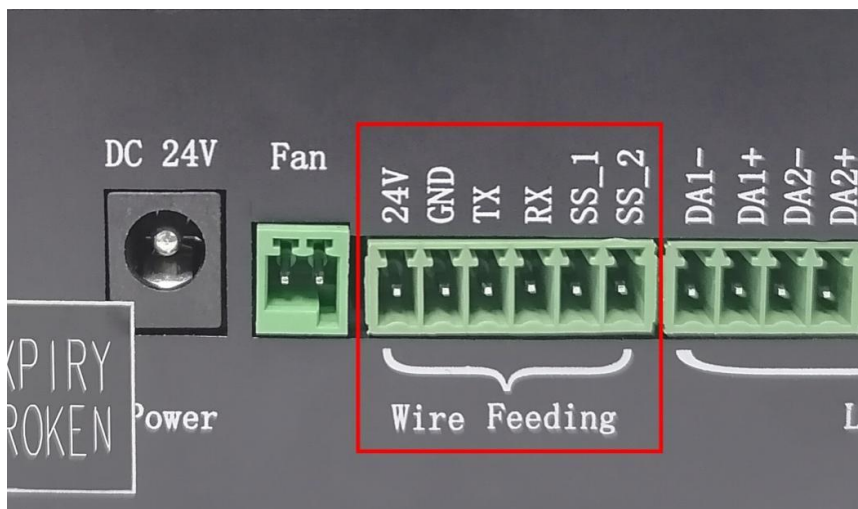 DC 24V
Fan
24V
GND
TX
RX
SS_1
SS_2
DA1-
DA1+
DA2-
DA2+
XPIRY
ROKEN
Power
Wire Feeding
L